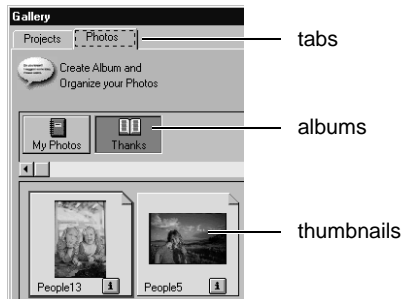 Gallery
Projects
Photos
tabs
Create Album and
Organize your Photos
My Photos
Thanks
albums
thumbnails
People13
People5